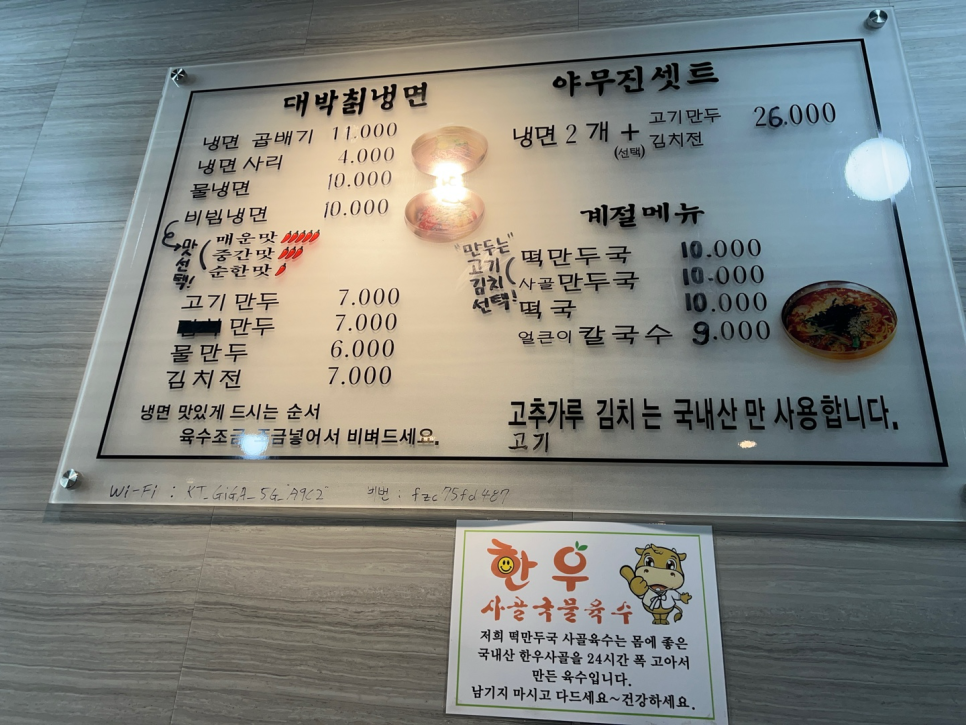 대박칡냉면
냉면 곱배기 11.000
냉면사리 4.000
물냉면 10.000
비빔냉면 10.000
맛선택!
매운맛
중간맛
순한맛
고기만두 7.000
만두 7.000
물만두 6.000
김치전 7.000
냉면 맛있게 드시는 순서
육수조금 넣어서 비벼드세요.
야무진셋트
냉면2개 + 고기만두 26.000
(선택) 김치전
계절메뉴
"만두는"
고기
김치
선택!
떡만두국 10.000
사골만두국 10.000
떡국 10.000
얼큰이 칼국수 9.000
고추가루 김치는 국내산만 사용합니다.
고기
Wi-Fi : KT_GiGA_5G_A9C2 비번 : fzc75fd487
한우
사골국물육수
저희 떡만두국 사골육수는 몸에 좋은
국내산 한우사골을 24시간 폭 고아서
만든 육수입니다.
남기지 마시고 다드세요~건강하세요.